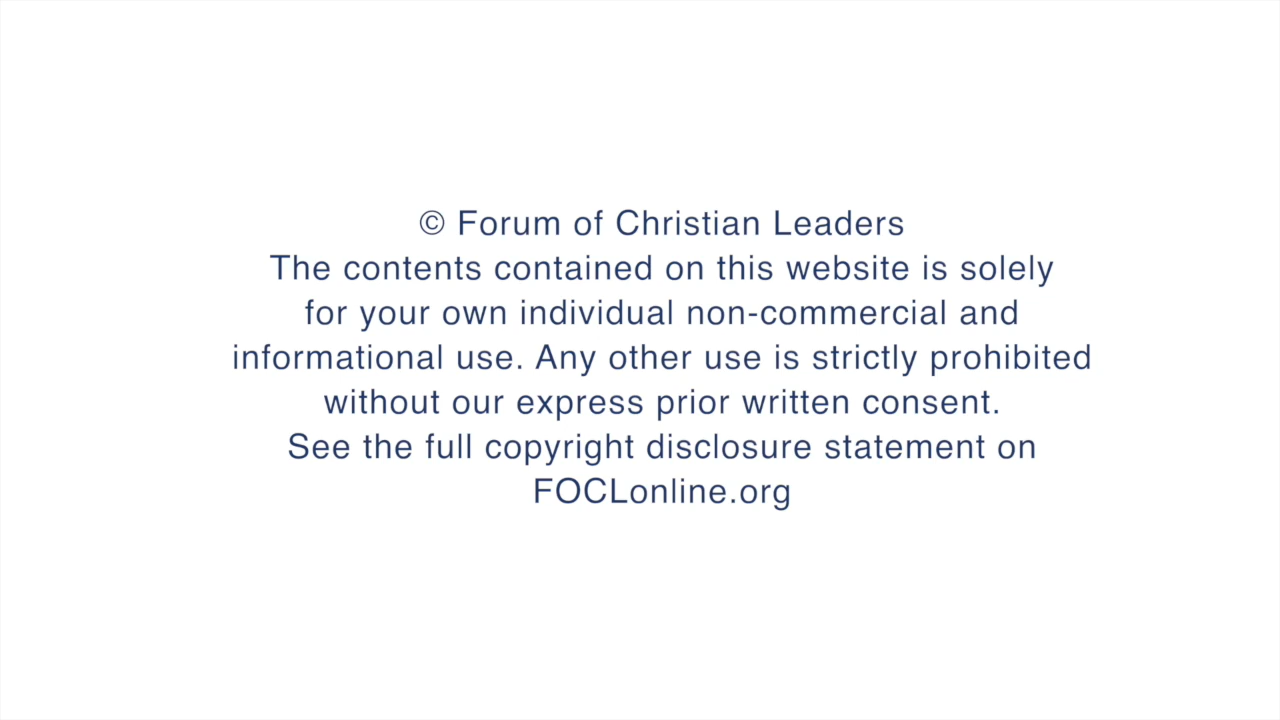 © Forum of Christian Leaders
The contents contained on this website is solely
for your own individual non-commercial and
informational use. Any other use is strictly prohibited
without our express prior written consent.
See the full copyright disclosure statement on
FOCLonline.org